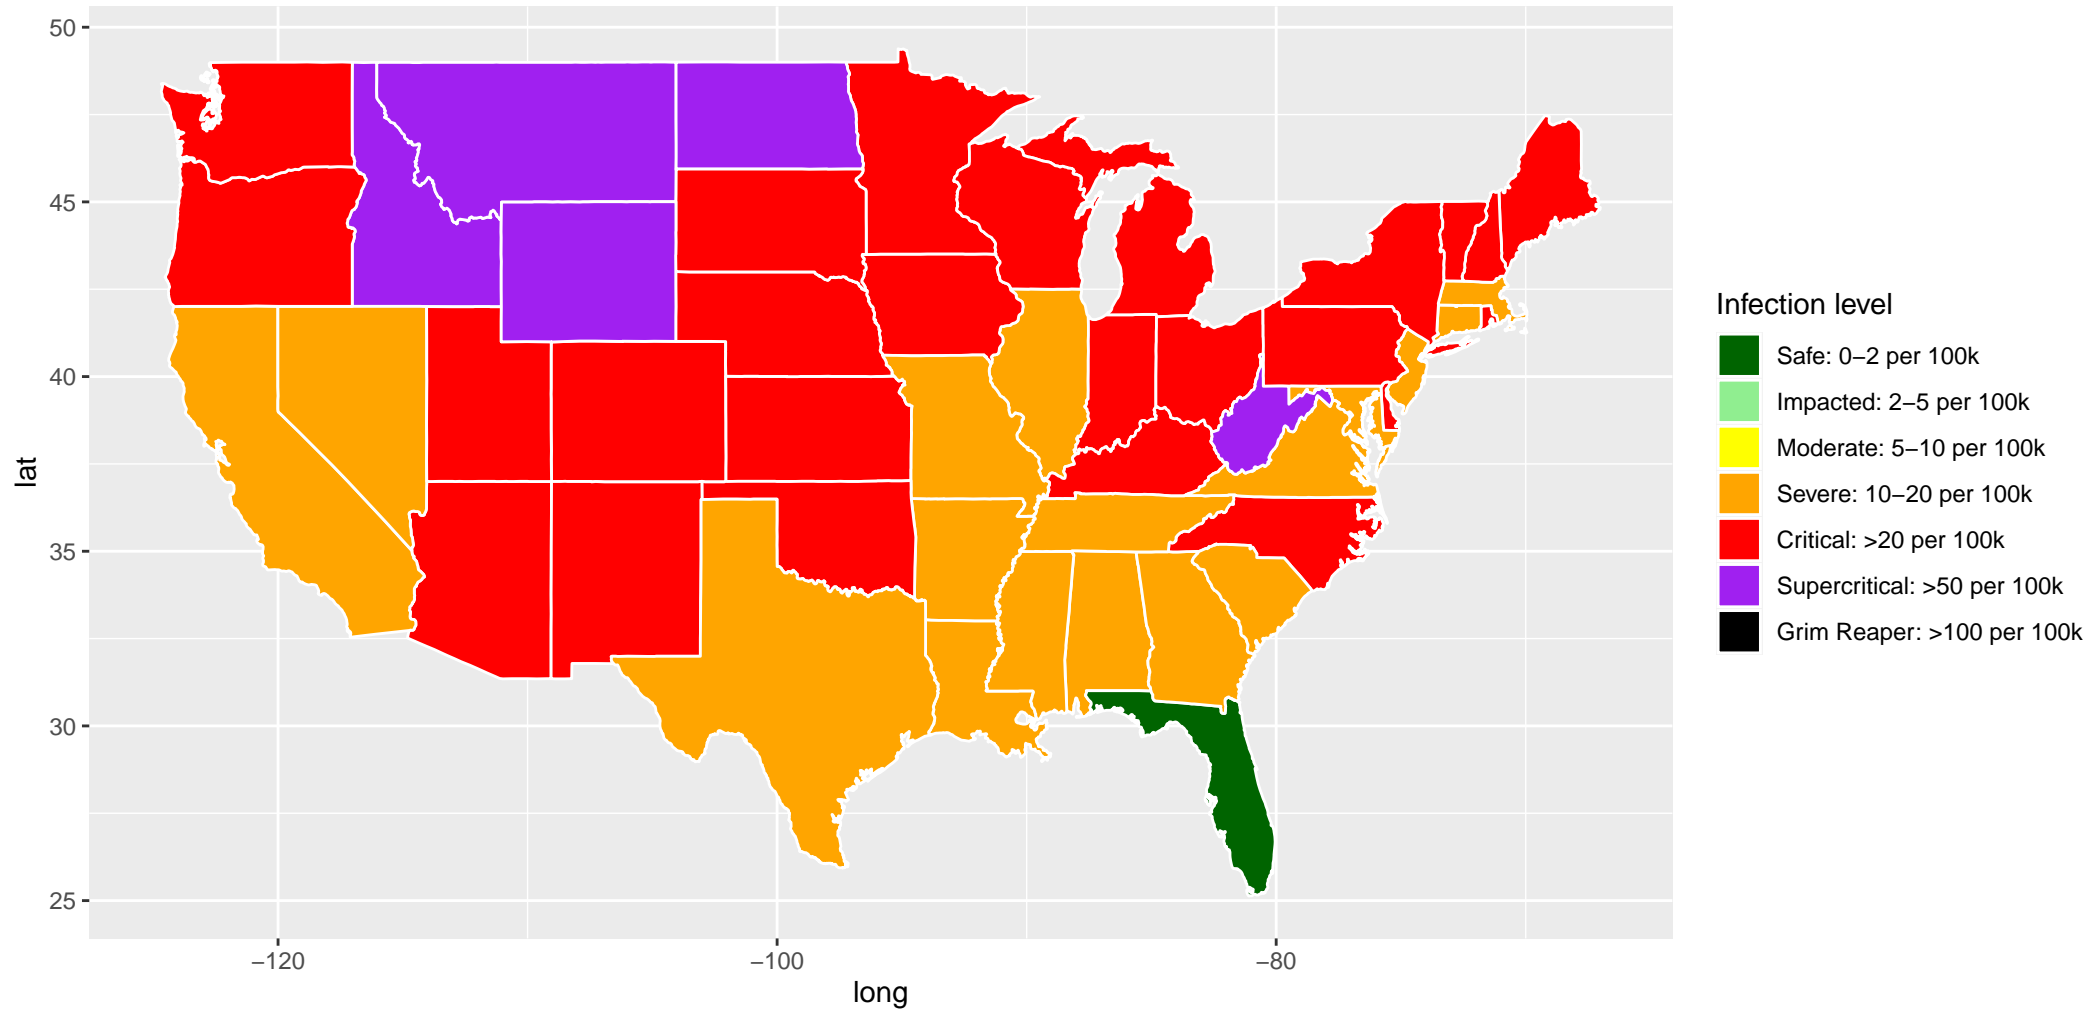 50
45
40
35
30
25
lat
−120
−100
−80
long
Infection level
Safe: 0−2 per 100k
Impacted: 2−5 per 100k
Moderate: 5−10 per 100k
Severe: 10−20 per 100k
Critical: >20 per 100k
Supercritical: >50 per 100k
Grim Reaper: >100 per 100k